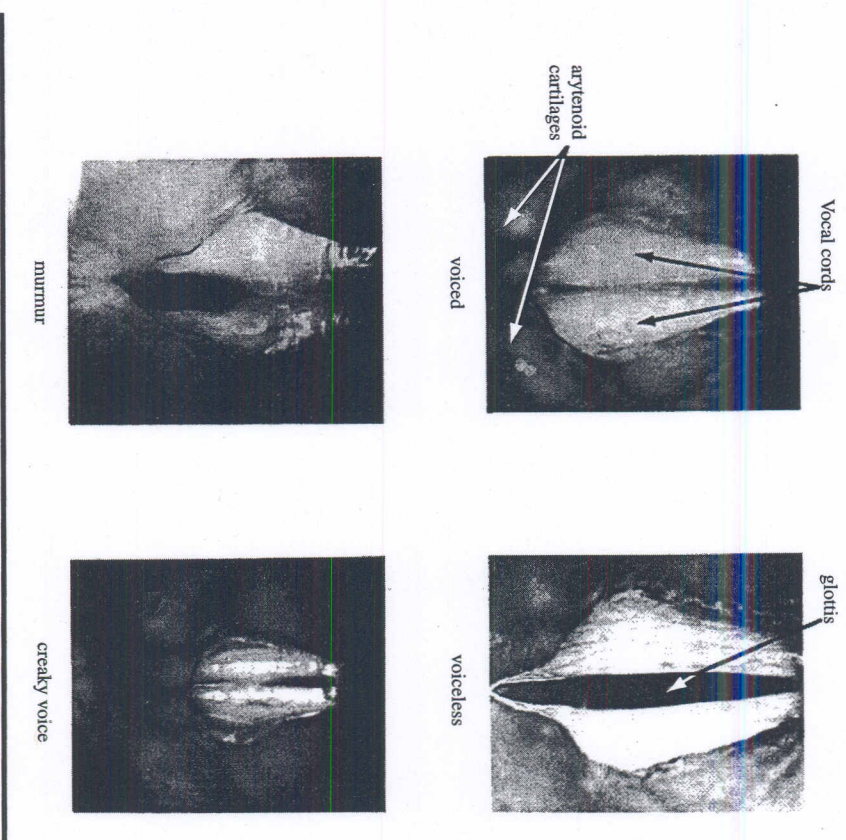 Vocal cords
glottis
arytenoid
cartilages
voiced
voiceless
murmur
creaky voice